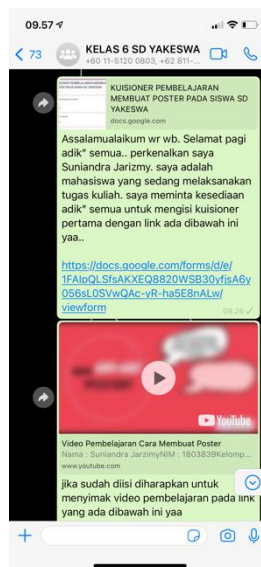 09.57
73
KELAS 6 SD YAKESWA
+60 11-5120 0803, +62 811-...
KUISIONER PEMBELAJARAN
MEMBUAT POSTER PADA SISWA SD
YAKESWA
docs.google.com
Assalamualaikum wr wb. Selamat pagi
adik" semua.. perkenalkan saya
Suniandra Jarizmy. saya adalah
mahasiswa yang sedang melaksanakan
tugas kuliah. saya meminta kesediaan
adik" semua untuk mengisi kuisioner
pertama dengan link ada dibawah ini
yaa..
https://docs.google.com/forms/d/e/
1FAIpQLSfsAKXEQ8820WSB30yfjsA6y
056sL0SVwQAc-yR-ha5E8nALw/
viewform
09.26
YouTube
Video Pembelajaran Cara Membuat Poster
Nama : Suniandra JarzimyNIM : 1803839Kelomp...
www.youtube.com
jika sudah diisi diharapkan untuk
menyimak video pembelajaran pada link
yang ada dibawah ini yaa